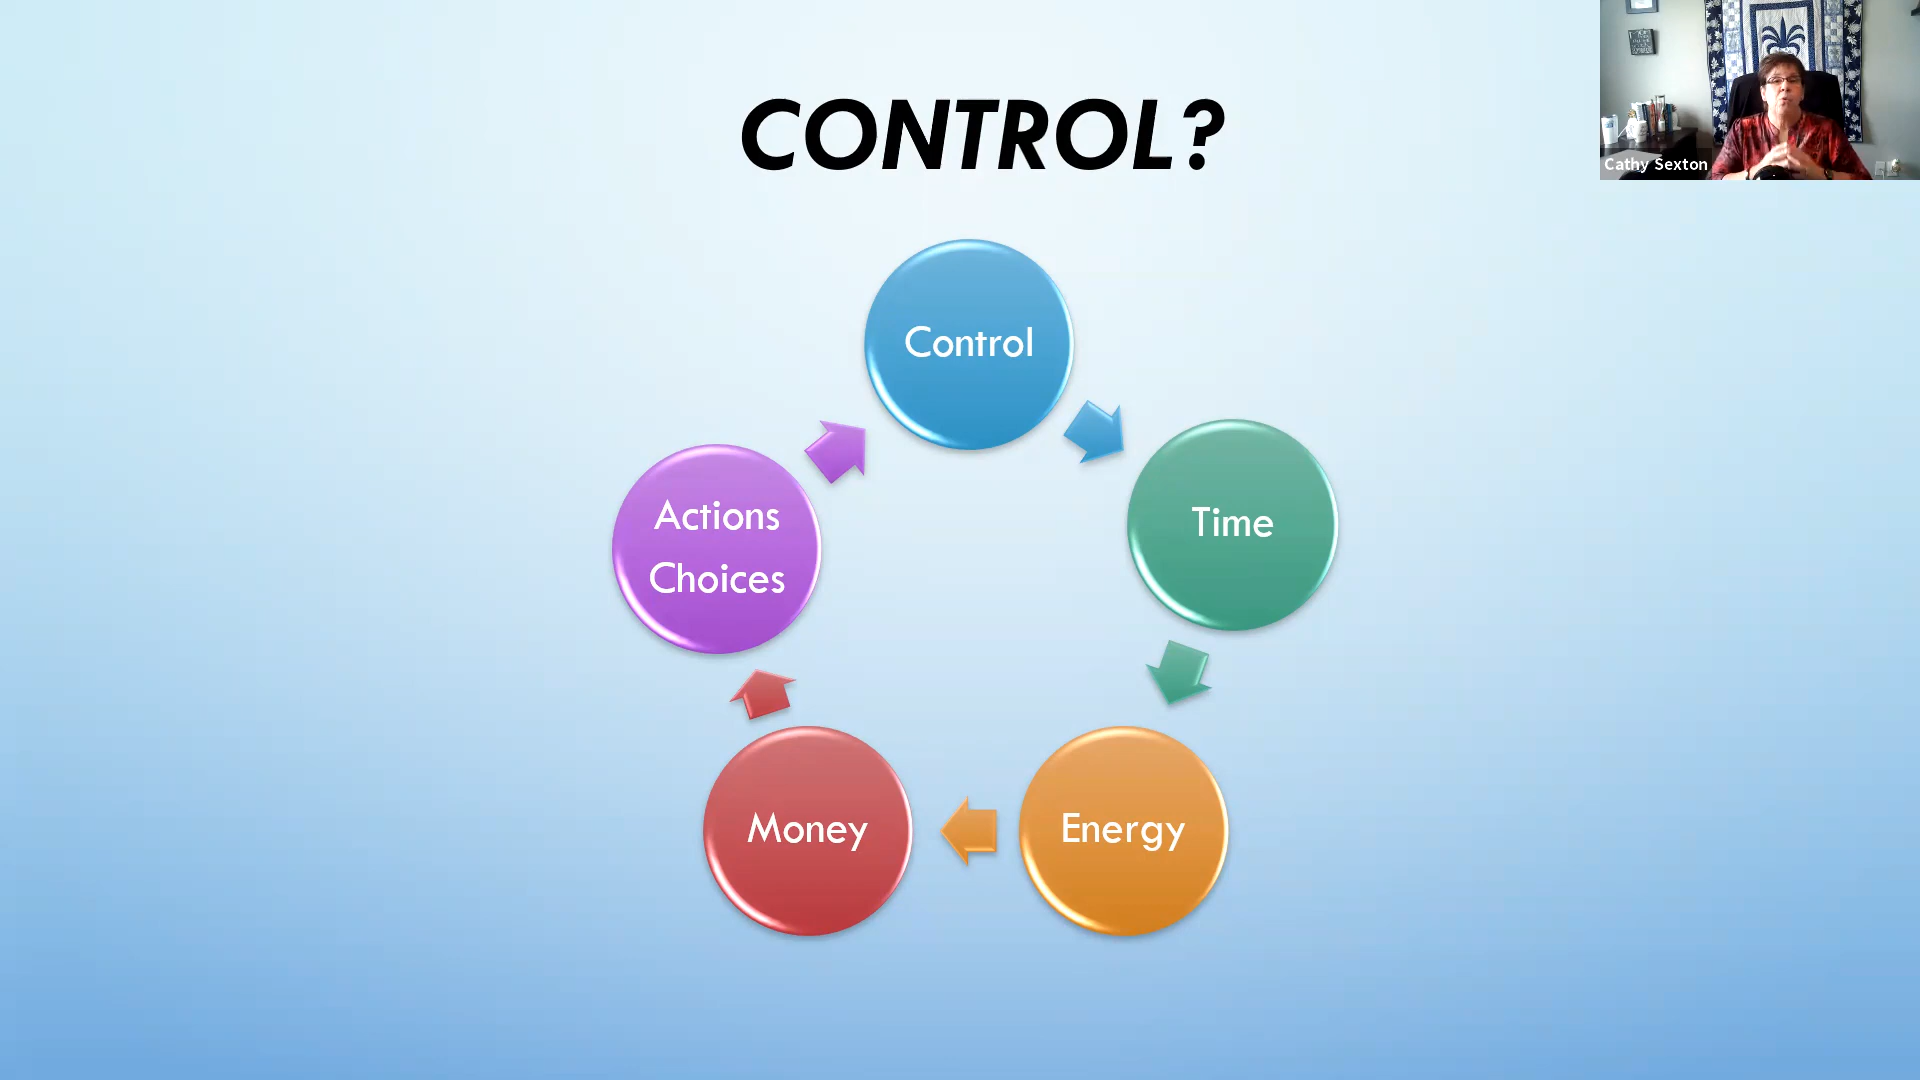 CONTROL?
Cathy Sexton
Control
Time
Energy
Money
Actions
Choices